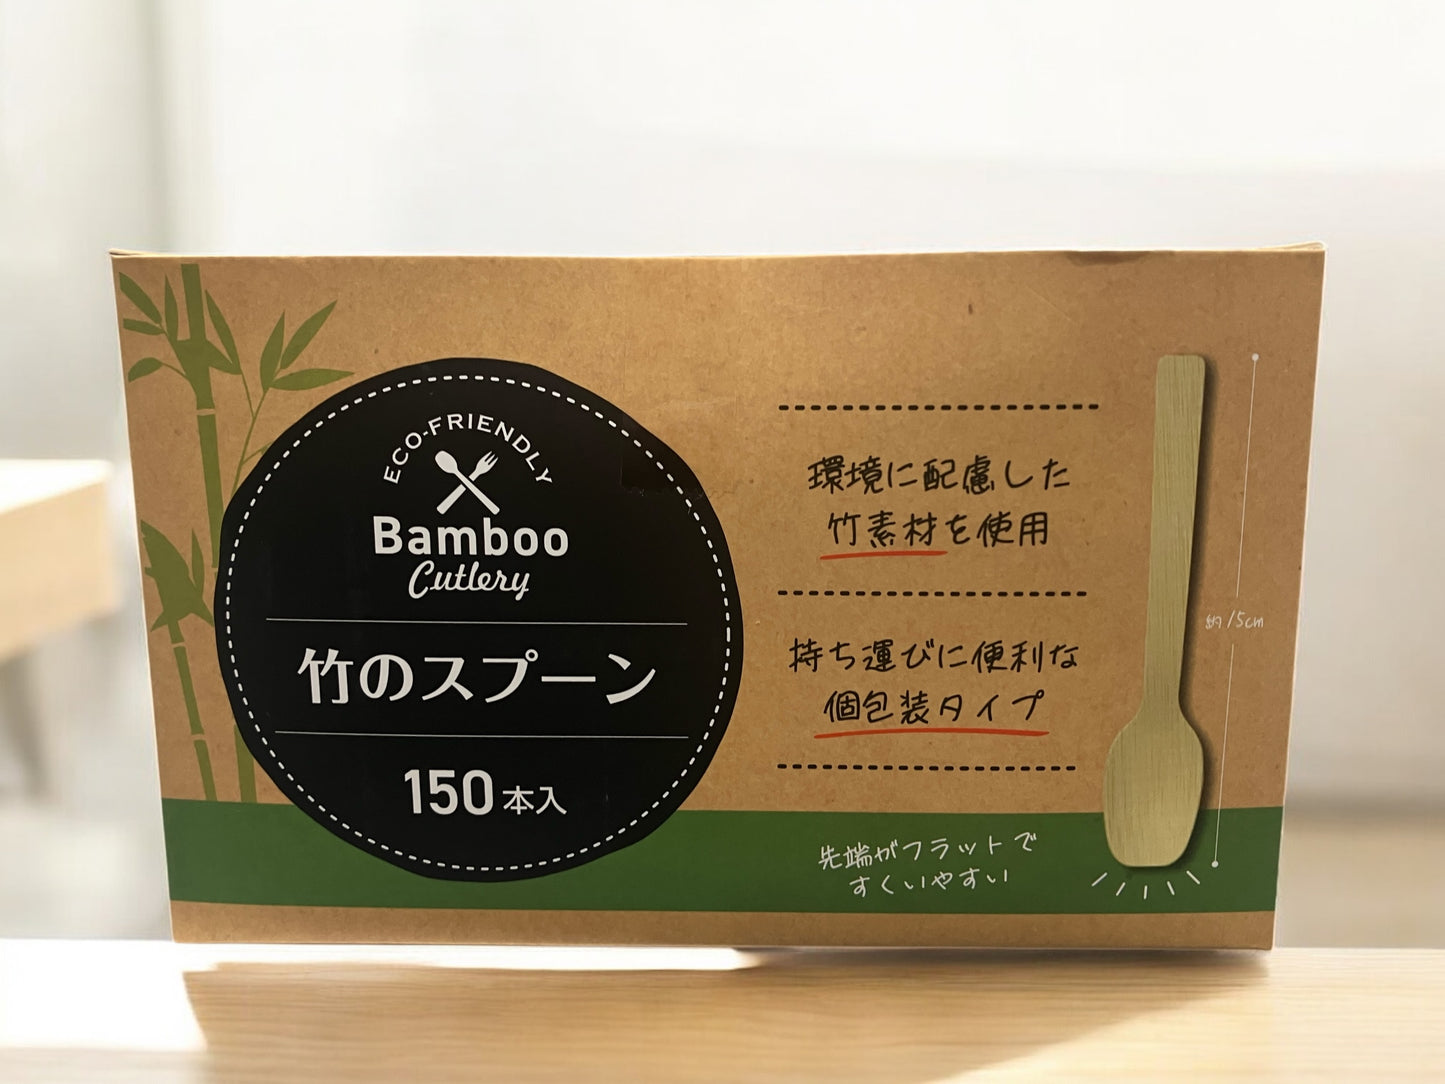 ECO-FRIENDLY
Bamboo
Cutlery
竹のスプーン
150本入
環境に配慮した
竹素材を使用
持ち運びに便利な
個包装タイプ
先端がフラットで
すくいやすい
約15cm